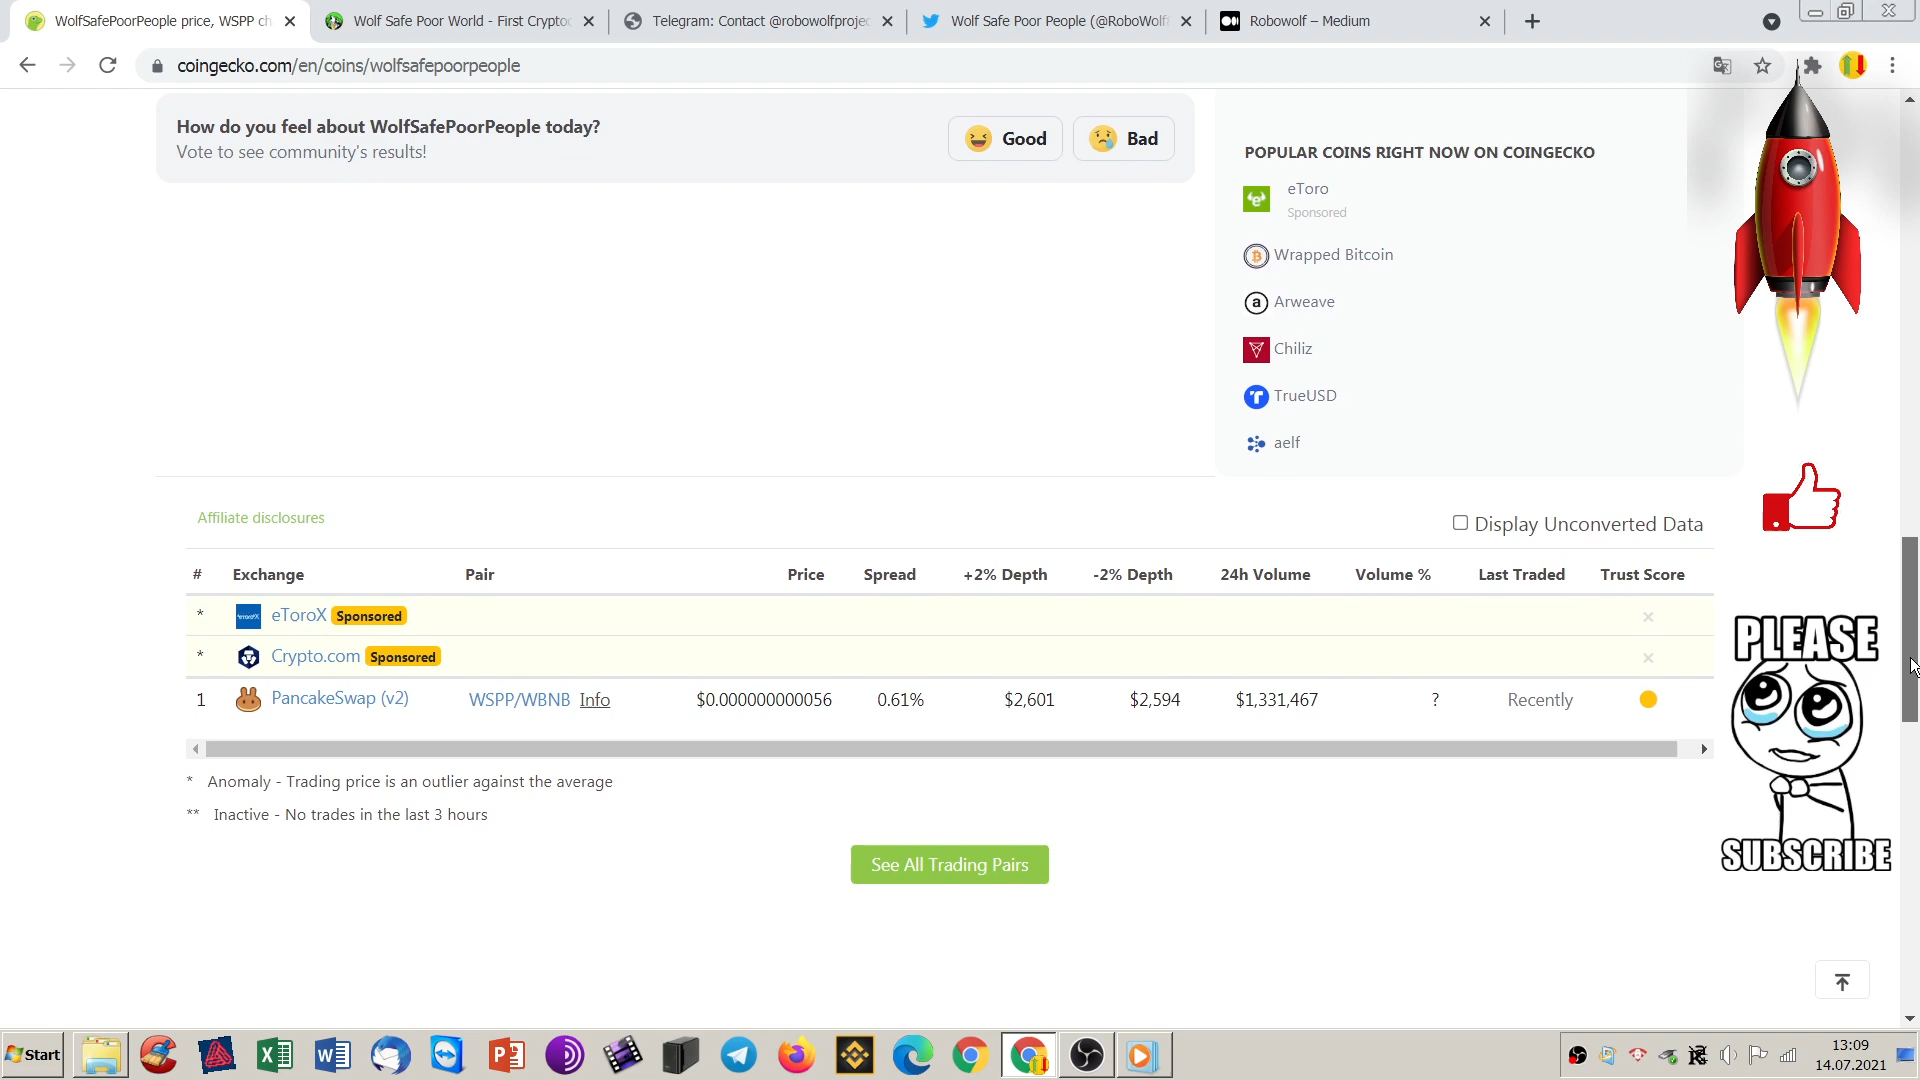 WolfSafePoorPeople price, WSPP ch
Wolf Safe Poor World - First Cryptoc
Telegram: Contact @robowolfprojec
Wolf Safe Poor People (@RoboWolf
Robowolf – Medium
coingecko.com/en/coins/wolfsafepoorpeople
How do you feel about WolfSafePoorPeople today?
Vote to see community's results!
Good
Bad
POPULAR COINS RIGHT NOW ON COINGECKO
eToro
Sponsored
Wrapped Bitcoin
Arweave
Chiliz
TrueUSD
aelf
Affiliate disclosures
Display Unconverted Data
# Exchange Pair Price Spread +2% Depth -2% Depth 24h Volume Volume % Last Traded Trust Score
* eToroX Sponsored
* Crypto.com Sponsored
1 PancakeSwap (v2) WSPP/WBNB Info $0.000000000056 0.61% $2,601 $2,594 $1,331,467 ? Recently
* Anomaly - Trading price is an outlier against the average
** Inactive - No trades in the last 3 hours
See All Trading Pairs
PLEASE
SUBSCRIBE
Start
13:09
14.07.2021